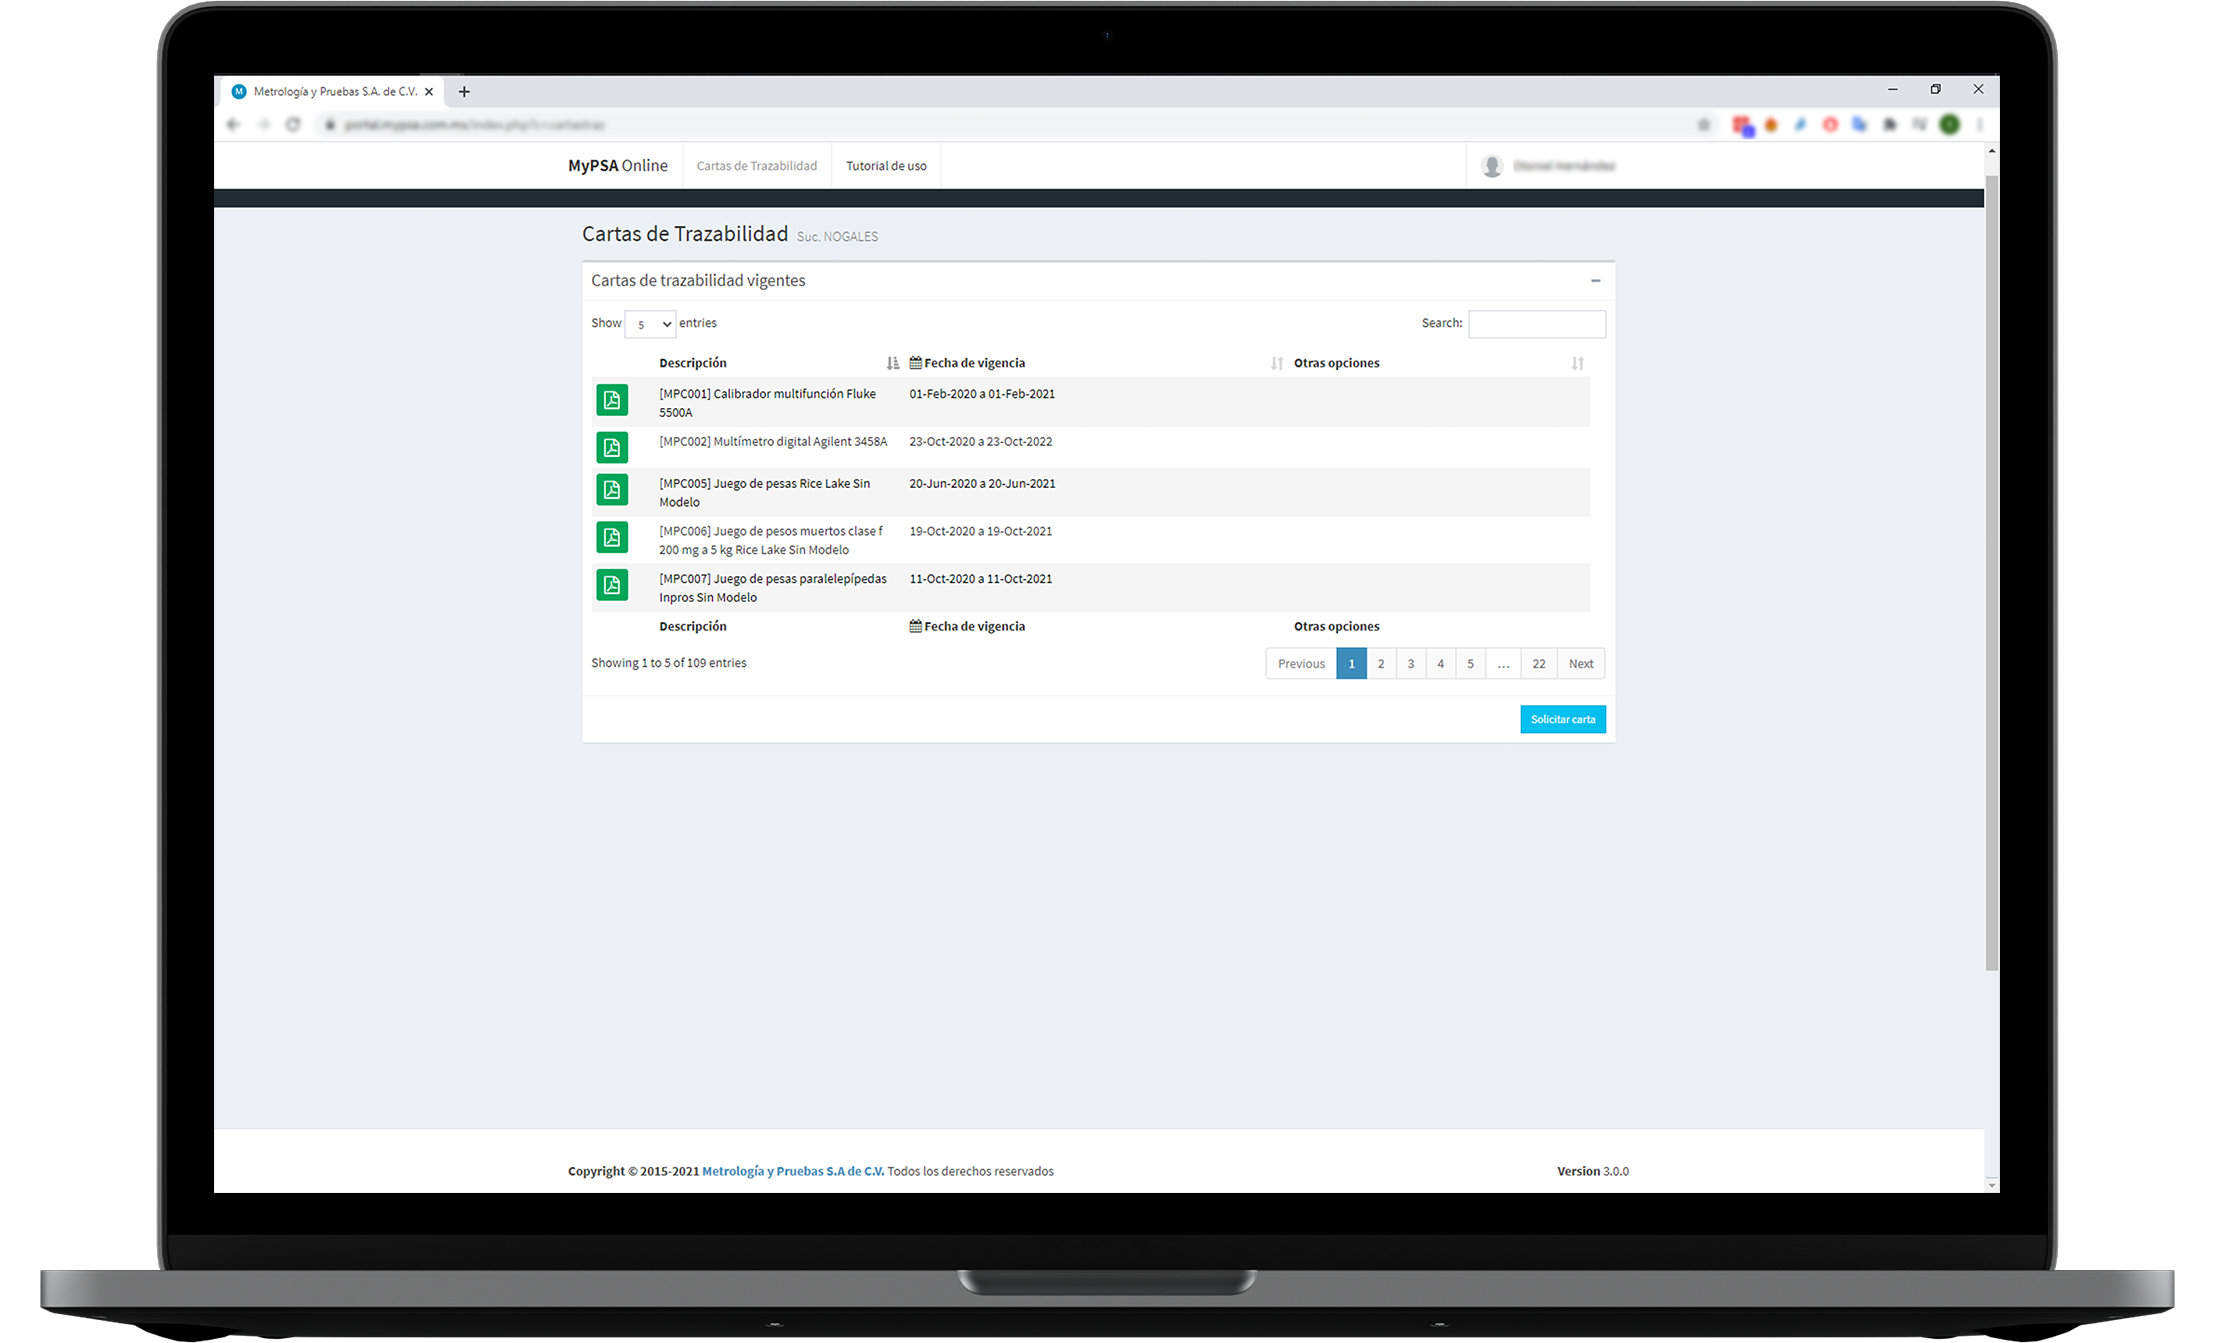 Metrología y Pruebas S.A. de C.V.
MyPSA Online
Cartas de Trazabilidad
Tutorial de uso
Cartas de Trazabilidad Suc. NOGALES
Cartas de trazabilidad vigentes
Show 5 entries
Search:
Descripción
Fecha de vigencia
Otras opciones
[MPC001] Calibrador multifunción Fluke
5500A
01-Feb-2020 a 01-Feb-2021
[MPC002] Multímetro digital Agilent 3458A
23-Oct-2020 a 23-Oct-2022
[MPC005] Juego de pesas Rice Lake Sin
Modelo
20-Jun-2020 a 20-Jun-2021
[MPC006] Juego de pesos muertos clase f
200 mg a 5 kg Rice Lake Sin Modelo
19-Oct-2020 a 19-Oct-2021
[MPC007] Juego de pesas paralelepípedas
Inpros Sin Modelo
11-Oct-2020 a 11-Oct-2021
Descripción
Fecha de vigencia
Otras opciones
Showing 1 to 5 of 109 entries
Previous 1 2 3 4 5 ... 22 Next
Solicitar carta
Copyright © 2015-2021 Metrología y Pruebas S.A de C.V. Todos los derechos reservados
Version 3.0.0